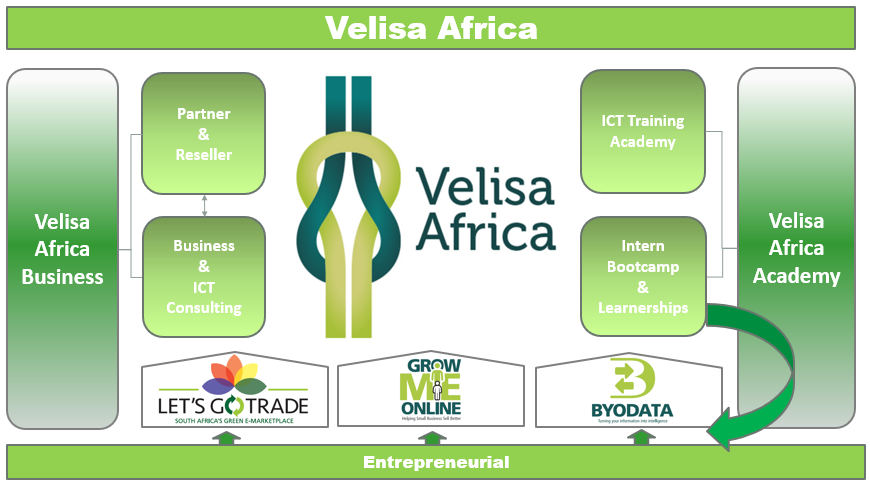 Velisa Africa
Velisa
Africa
Business
Partner
&
Reseller
Business
&
ICT
Consulting
Velisa
Africa
ICT Training
Academy
Intern
Bootcamp
&
Learnerships
Velisa
Africa
Academy
LET'S GO TRADE
SOUTH AFRICA'S GREEN E-MARKETPLACE
GROW
ME
ONLINE
Helping Small Business Sell Better
BYODATA
Turning your information into intelligence
Entrepreneurial